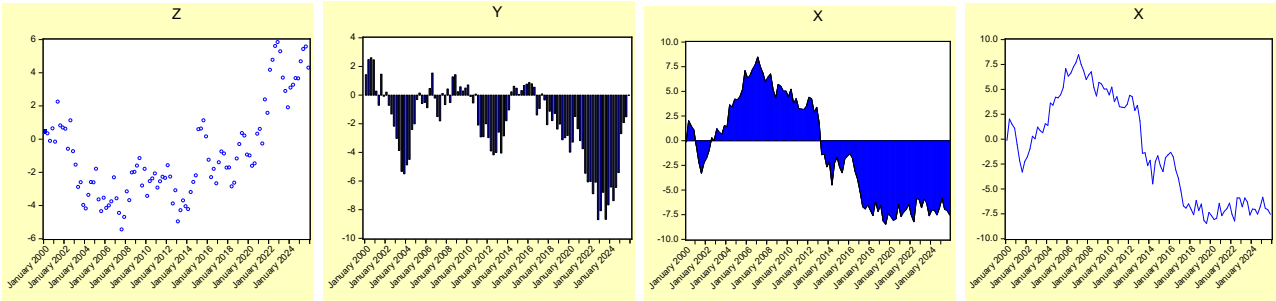 Z
6
4
2
0
-2
-4
-6
January 2000
January 2002
January 2004
January 2006
January 2008
January 2010
January 2012
January 2014
January 2016
January 2018
January 2020
January 2022
January 2024
Y
4
2
0
-2
-4
-6
-8
-10
January 2000
January 2002
January 2004
January 2006
January 2008
January 2010
January 2012
January 2014
January 2016
January 2018
January 2020
January 2022
January 2024
X
10.0
7.5
5.0
2.5
0.0
-2.5
-5.0
-7.5
-10.0
January 2000
January 2002
January 2004
January 2006
January 2008
January 2010
January 2012
January 2014
January 2016
January 2018
January 2020
January 2022
January 2024
X
10.0
7.5
5.0
2.5
0.0
-2.5
-5.0
-7.5
-10.0
January 2000
January 2002
January 2004
January 2006
January 2008
January 2010
January 2012
January 2014
January 2016
January 2018
January 2020
January 2022
January 2024